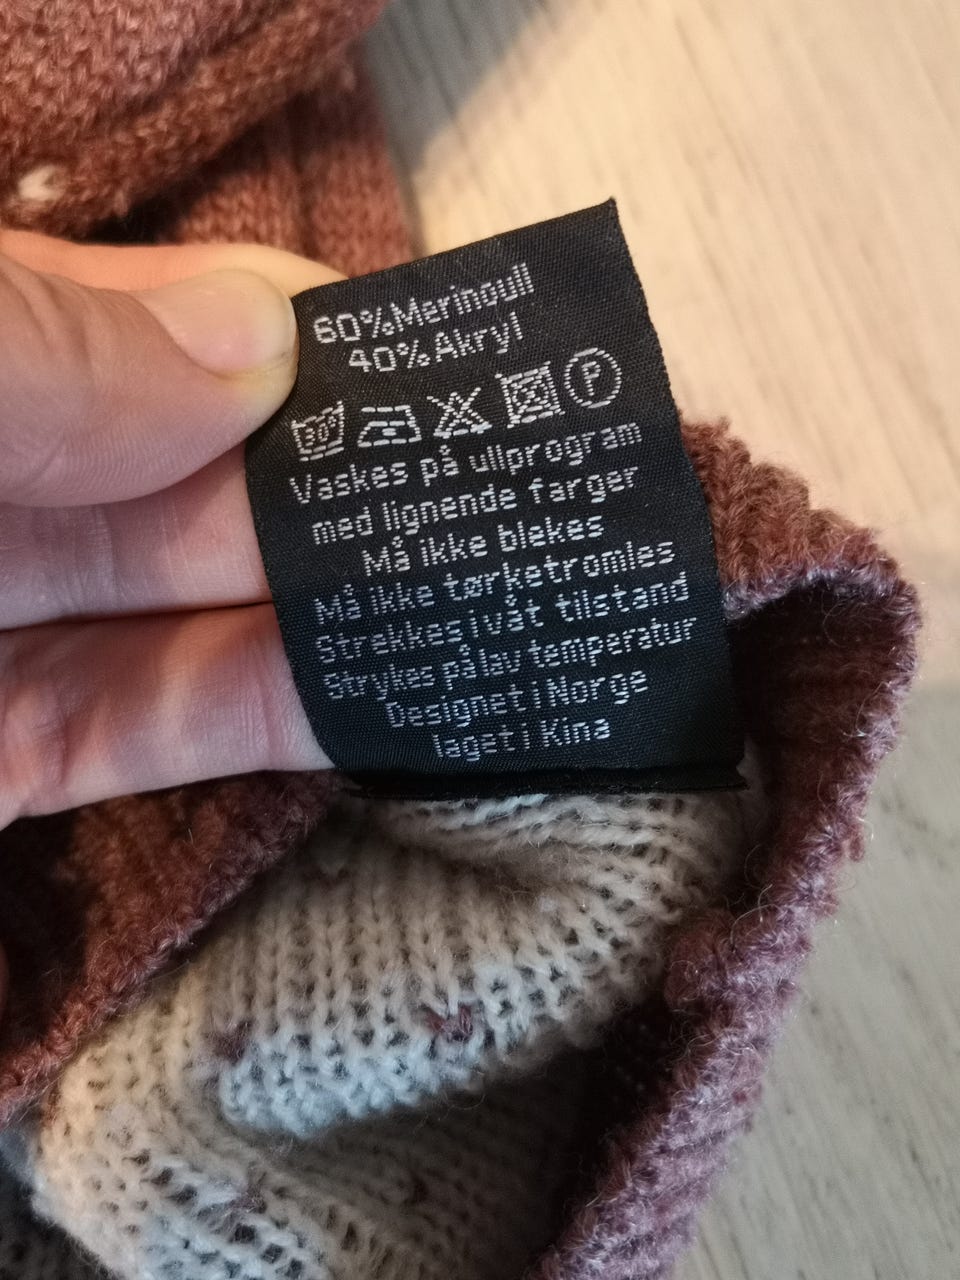 60%Merinoull
40%Akryl
30° P
Vaskes på ullprogram
med lignende farger
Må ikke blekes
Må ikke tørketromles
Strekkes i våt tilstand
Strykes på lav temperatur
Designet i Norge
laget i Kina